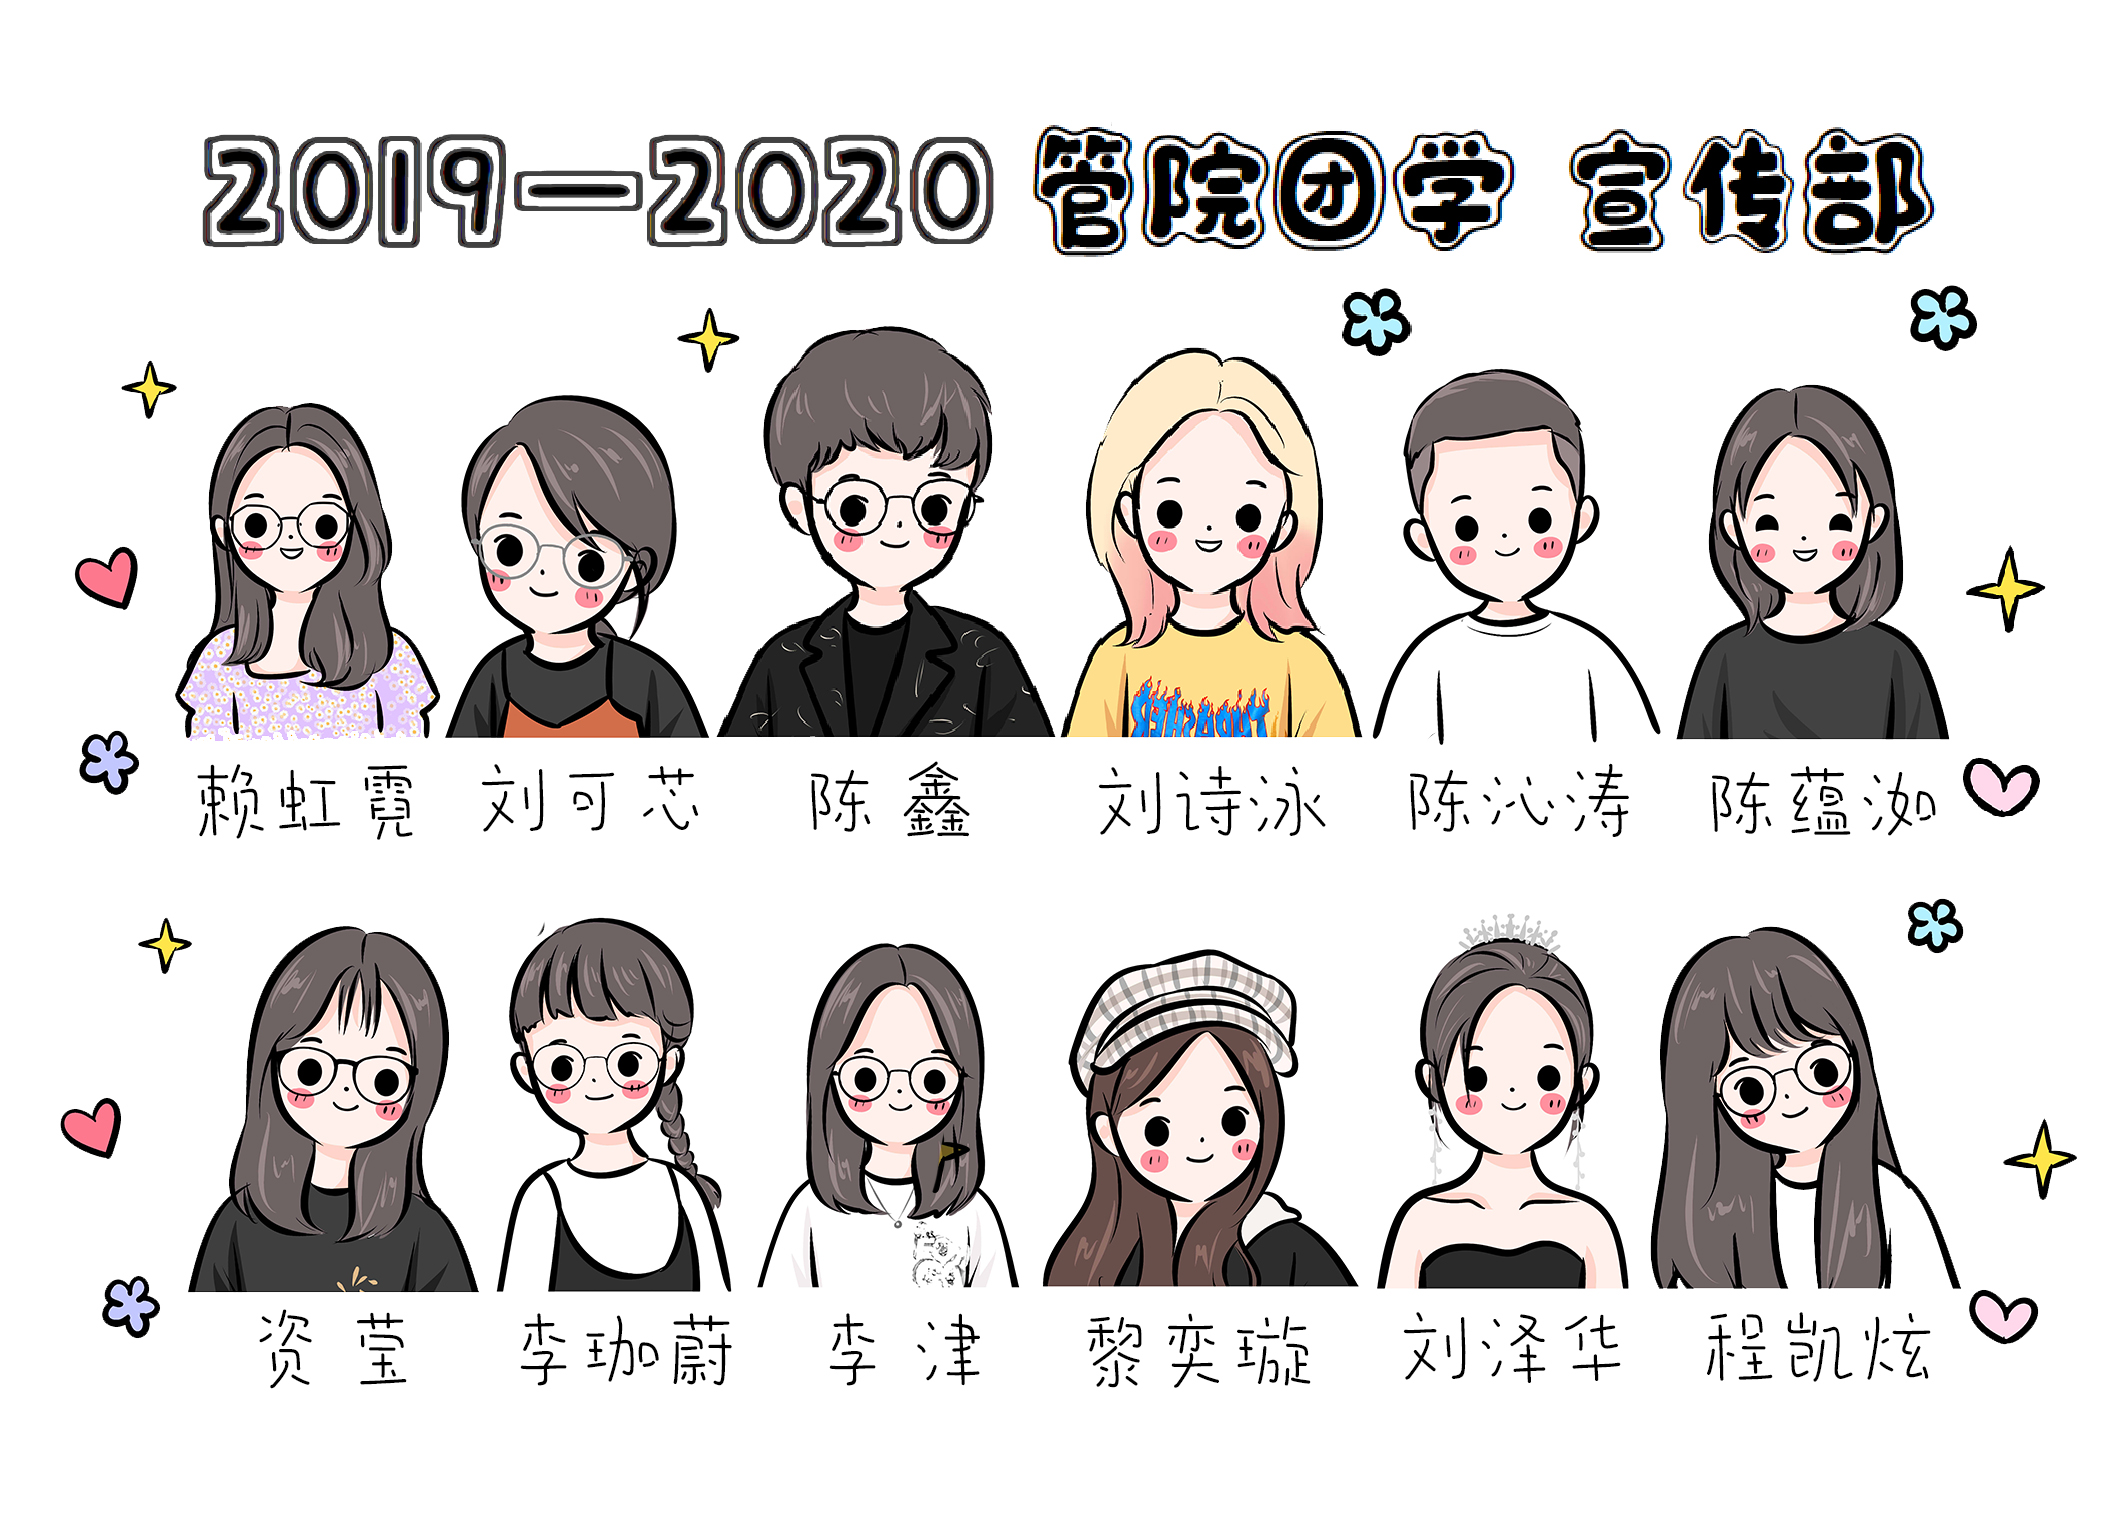 2019—2020 管院团学 宣传部
赖虹霓 刘可芯 陈鑫 刘诗泳 陈沁涛 陈蕴洳
资莹 李珈蔚 李津 黎奕璇 刘泽华 程凯炫